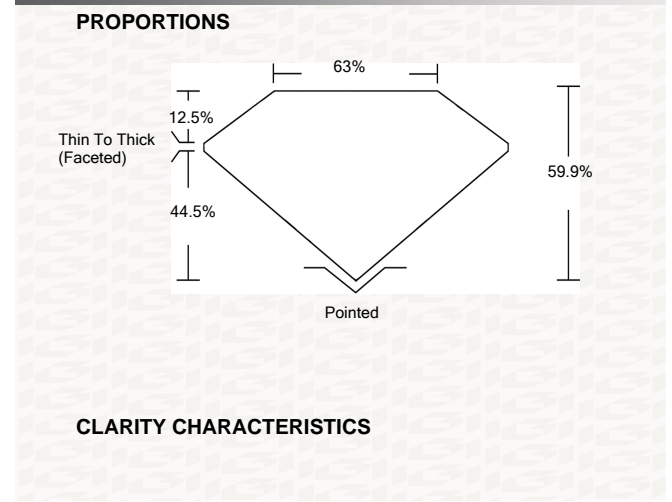 PROPORTIONS
63%
12.5%
Thin To Thick
(Faceted)
59.9%
44.5%
Pointed
CLARITY CHARACTERISTICS